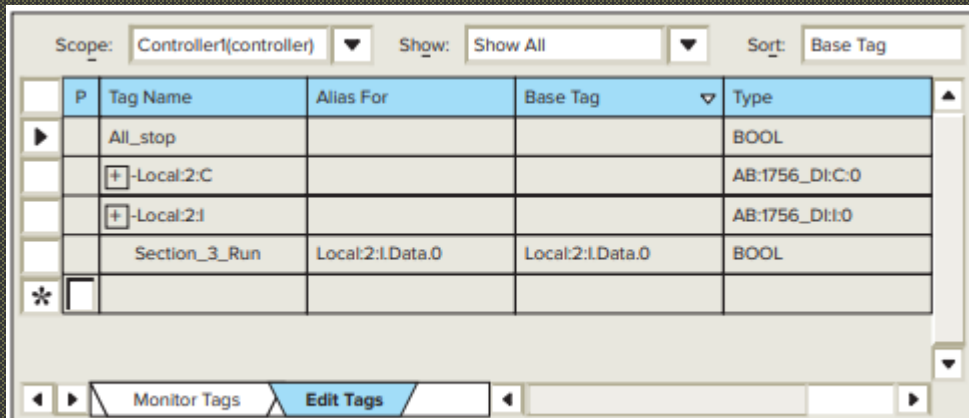 Scope: Controller1(controller) Show: Show All Sort: Base Tag
P Tag Name Alias For Base Tag Type
All_stop BOOL
+-Local:2:C AB:1756_DI:C:0
+-Local:2:I AB:1756_DI:I:0
Section_3_Run Local:2:I.Data.0 Local:2:I.Data.0 BOOL
*
Monitor Tags Edit Tags